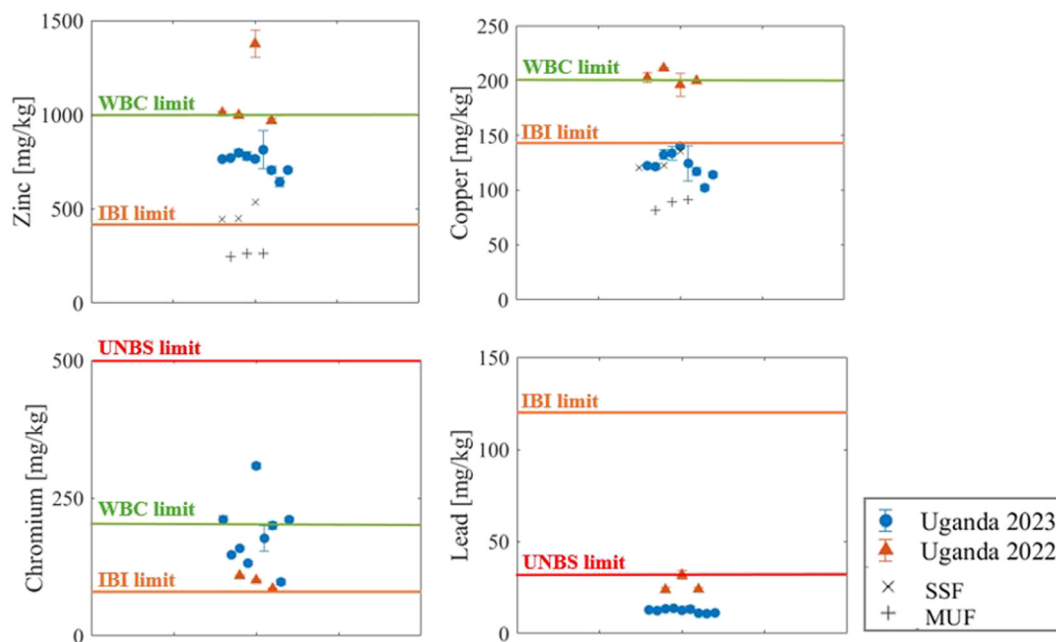 1500
1000
500
0
Zinc [mg/kg]
WBC limit
IBI limit
250
200
150
100
50
0
Copper [mg/kg]
WBC limit
IBI limit
500
250
0
Chromium [mg/kg]
UNBS limit
WBC limit
IBI limit
150
100
50
0
Lead [mg/kg]
IBI limit
UNBS limit
Uganda 2023
Uganda 2022
SSF
MUF